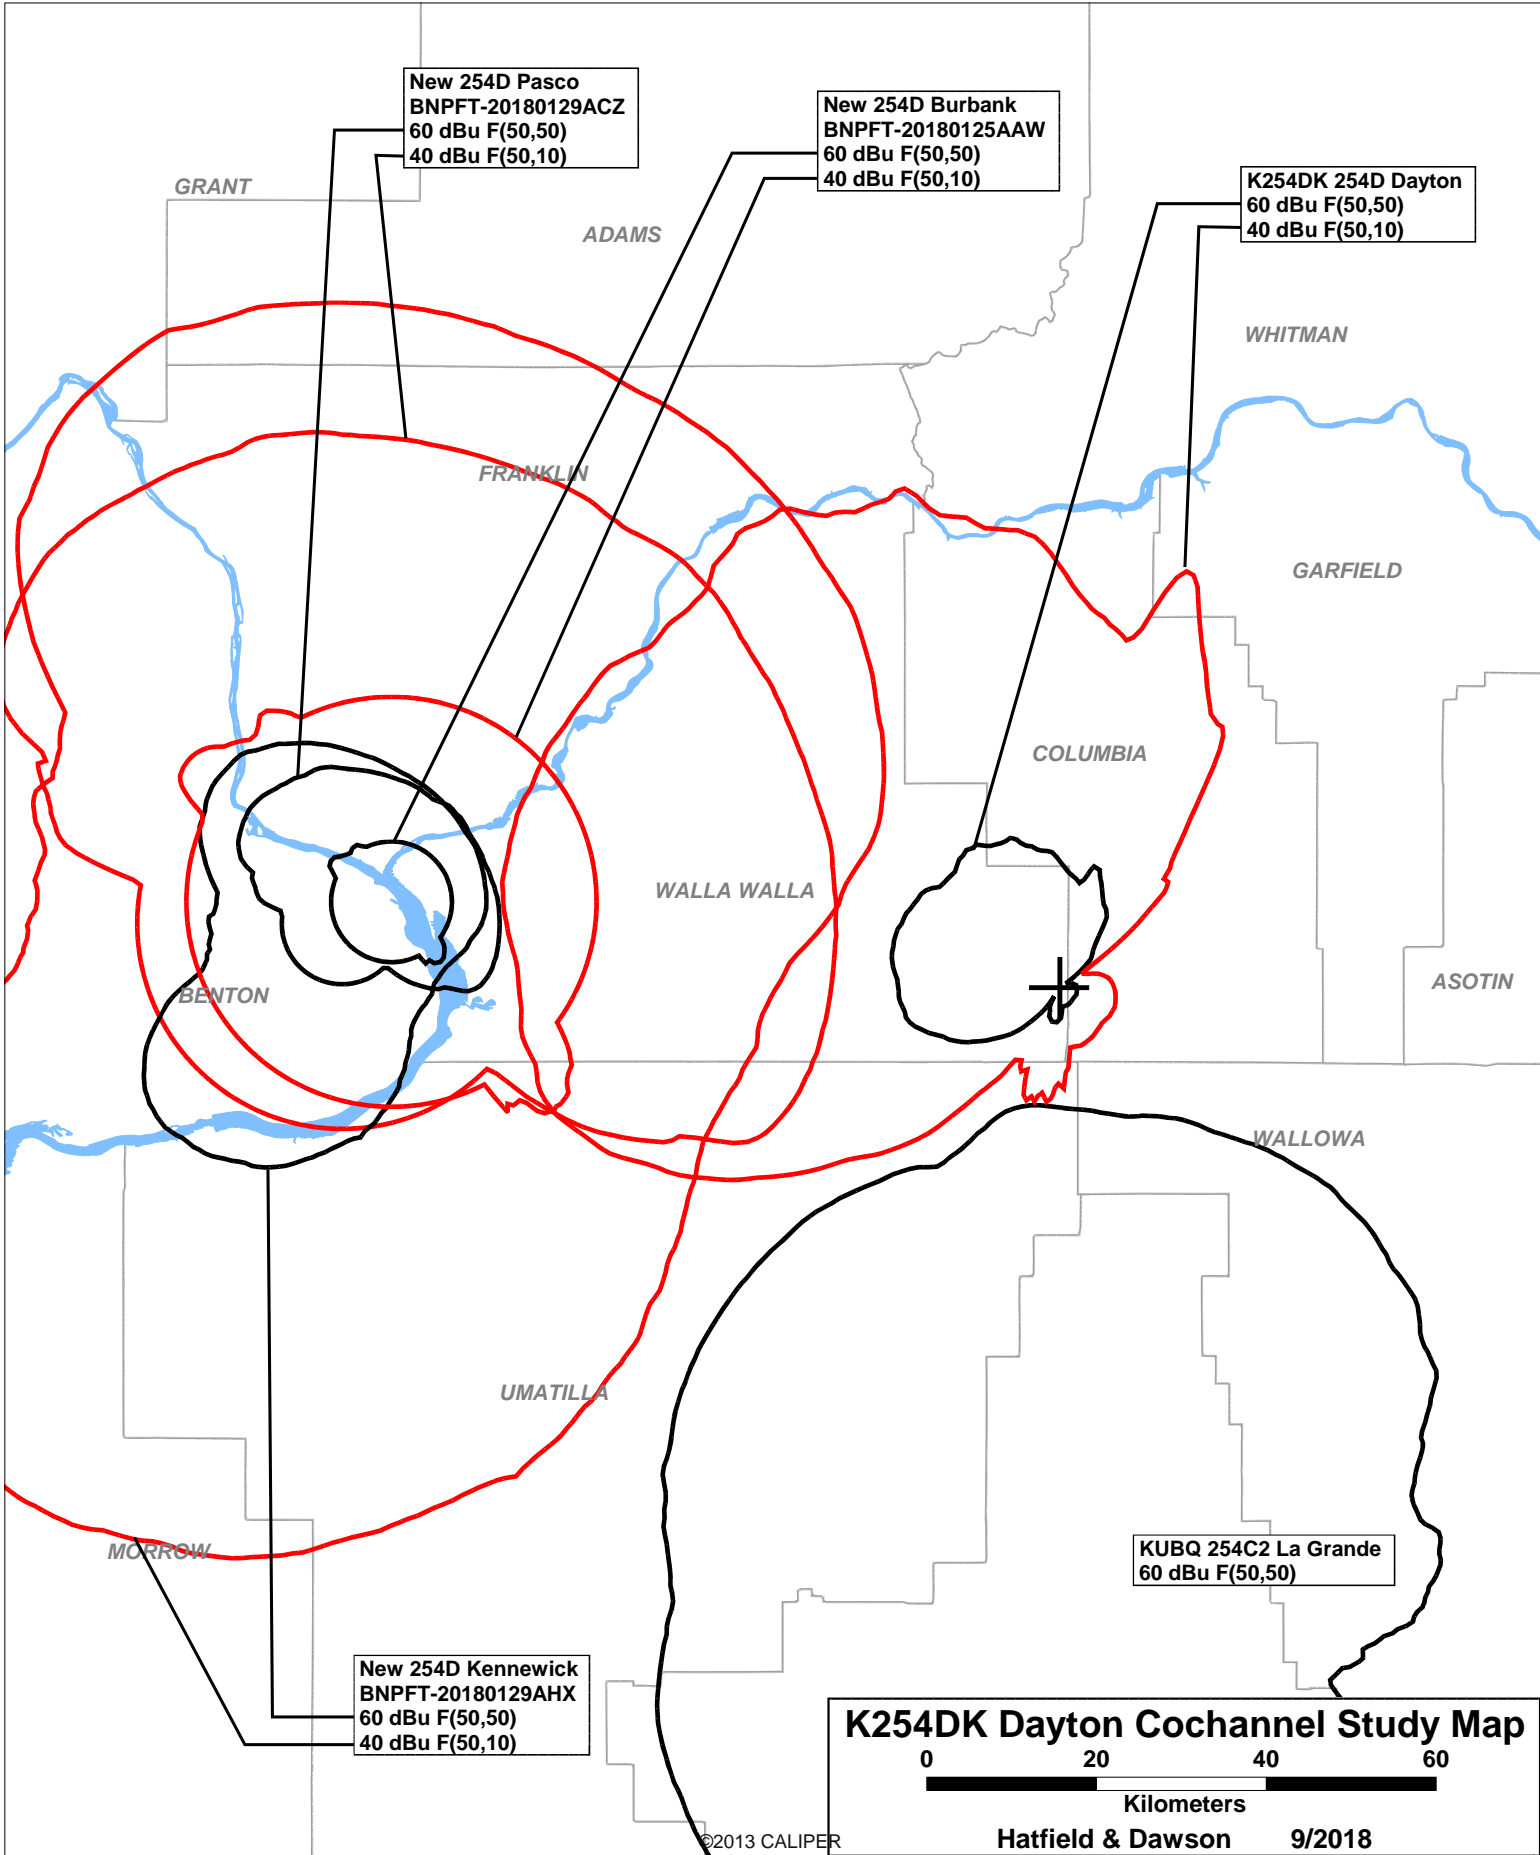 New 254D Pasco
BNPFT-20180129ACZ
60 dBu F(50,50)
40 dBu F(50,10)
New 254D Burbank
BNPFT-20180125AAW
60 dBu F(50,50)
40 dBu F(50,10)
K254DK 254D Dayton
60 dBu F(50,50)
40 dBu F(50,10)
GRANT
ADAMS
WHITMAN
FRANKLIN
GARFIELD
COLUMBIA
WALLA WALLA
BENTON
ASOTIN
WALLOWA
UMATILLA
MORROW
KUBQ 254C2 La Grande
60 dBu F(50,50)
New 254D Kennewick
BNPFT-20180129AHX
60 dBu F(50,50)
40 dBu F(50,10)
K254DK Dayton Cochannel Study Map
0 20 40 60
Kilometers
Hatfield & Dawson 9/2018
©2013 CALIPER